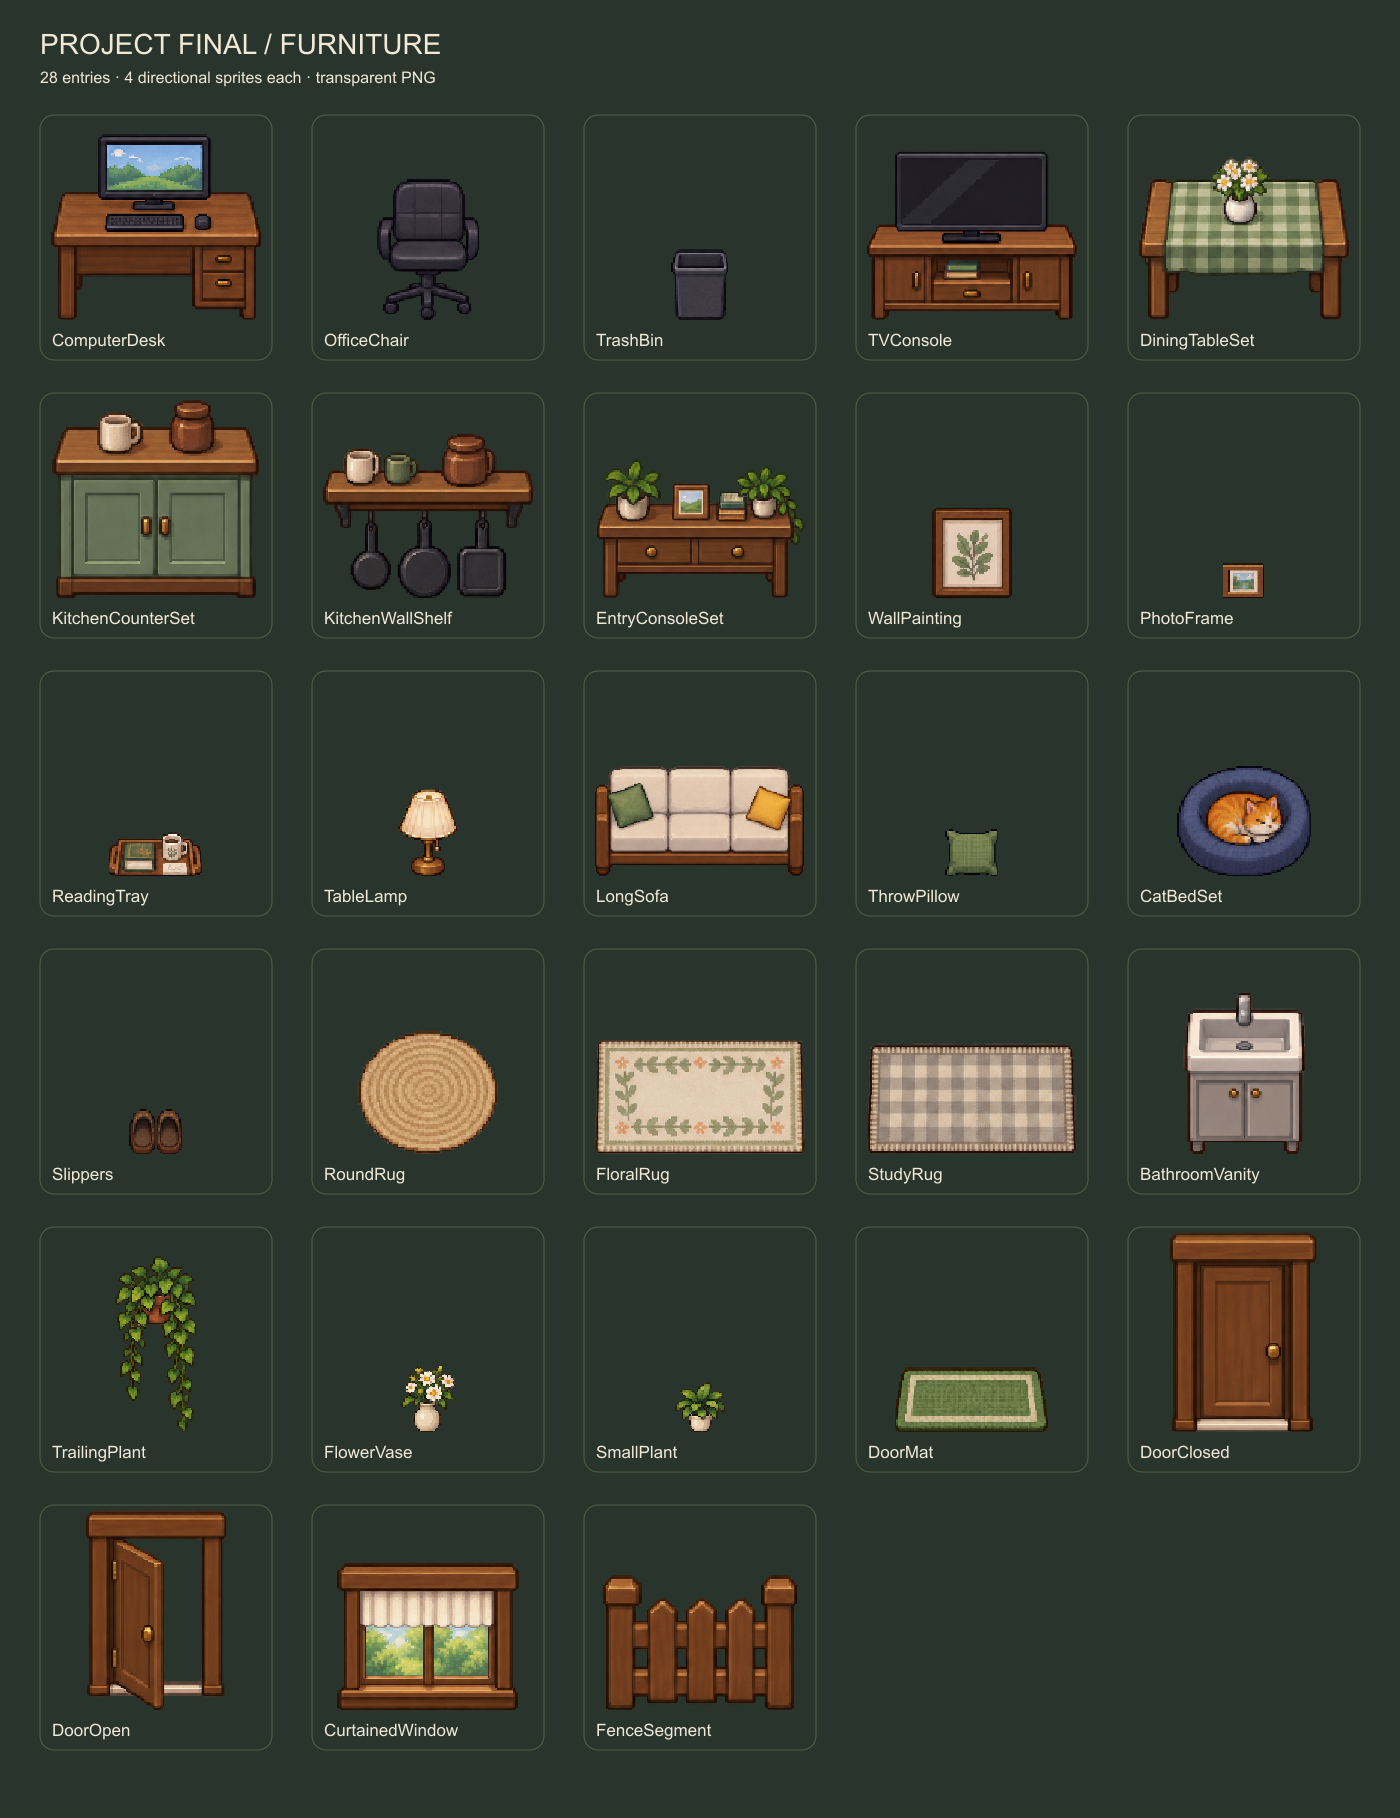 PROJECT FINAL / FURNITURE
28 entries · 4 directional sprites each · transparent PNG
ComputerDesk
OfficeChair
TrashBin
TVConsole
DiningTableSet
KitchenCounterSet
KitchenWallShelf
EntryConsoleSet
WallPainting
PhotoFrame
ReadingTray
TableLamp
LongSofa
ThrowPillow
CatBedSet
Slippers
RoundRug
FloralRug
StudyRug
BathroomVanity
TrailingPlant
FlowerVase
SmallPlant
DoorMat
DoorClosed
DoorOpen
CurtainedWindow
FenceSegment